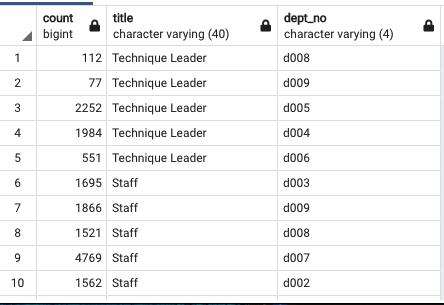 count title dept_no
bigint character varying (40) character varying (4)
1 112 Technique Leader d008
2 77 Technique Leader d009
3 2252 Technique Leader d005
4 1984 Technique Leader d004
5 551 Technique Leader d006
6 1695 Staff d003
7 1866 Staff d009
8 1521 Staff d008
9 4769 Staff d007
10 1562 Staff d002